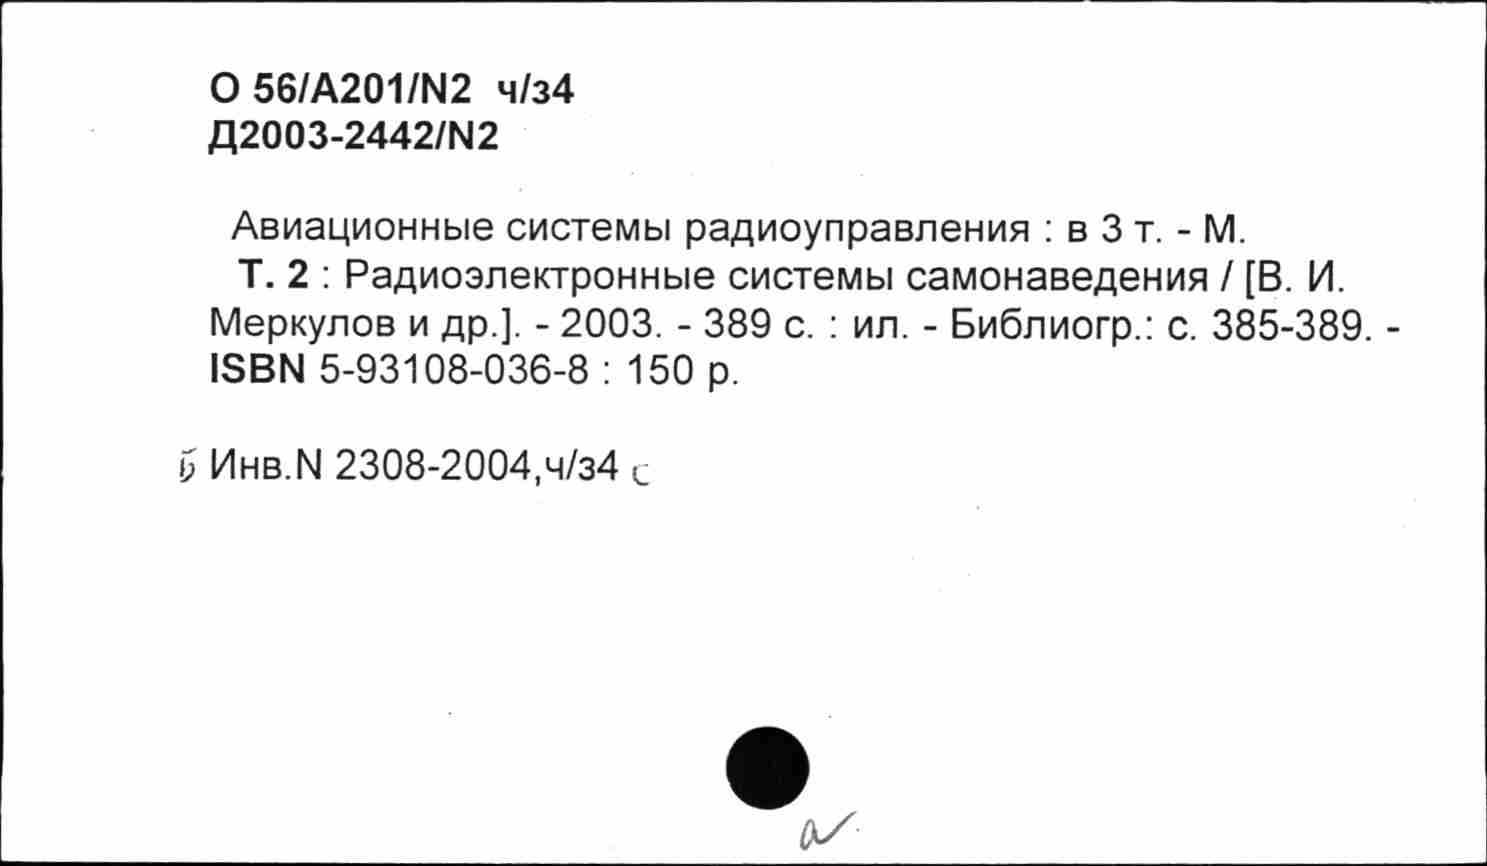 О 56/А201/N2 ч/з4
Д2003-2442/N2
Авиационные системы радиоуправления : в 3 т. - М.
Т. 2 : Радиоэлектронные системы самонаведения / [В. И.
Меркулов и др.]. - 2003. - 389 с. : ил. - Библиогр.: с. 385-389. -
ISBN 5-93108-036-8 : 150 р.
Б Инв.N 2308-2004,ч/з4 с